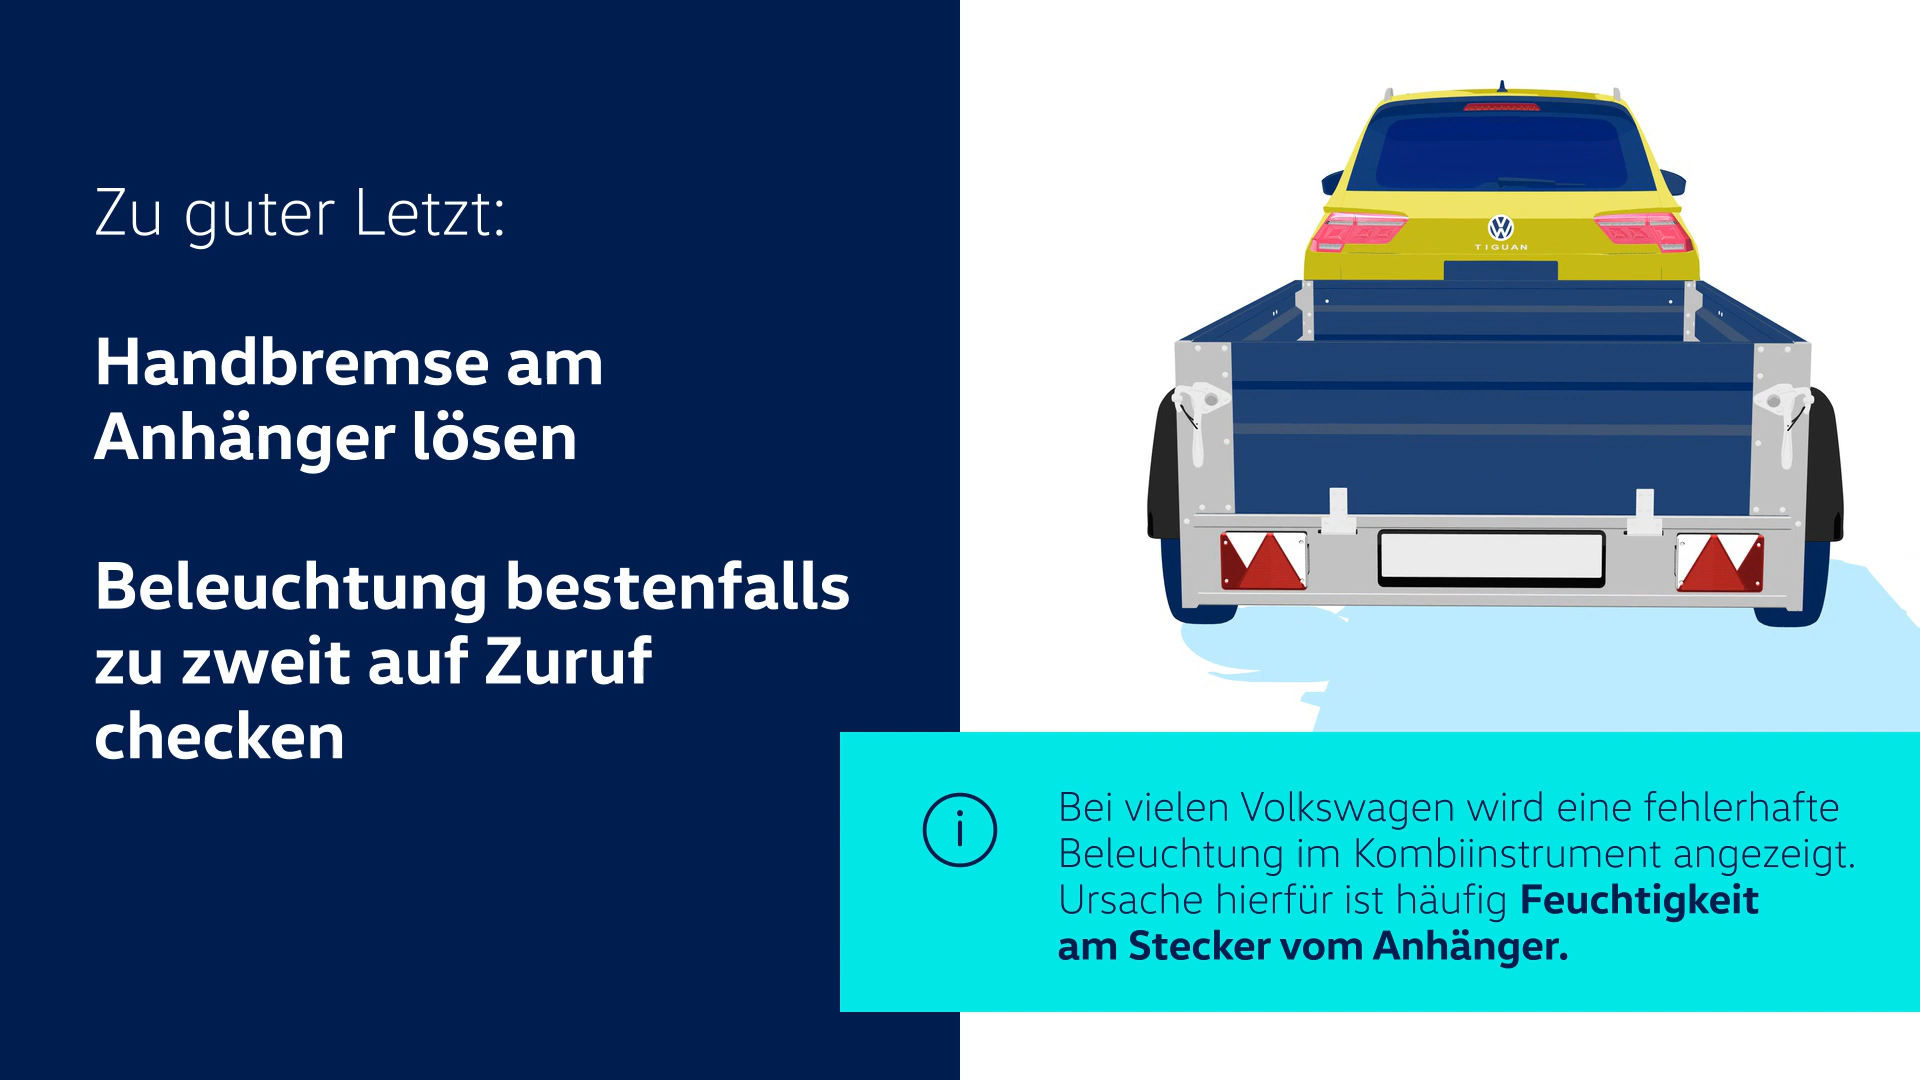 Zu guter Letzt:
Handbremse am
Anhänger lösen
Beleuchtung bestenfalls
zu zweit auf Zuruf
checken
TIGUAN
Bei vielen Volkswagen wird eine fehlerhafte
Beleuchtung im Kombiinstrument angezeigt.
Ursache hierfür ist häufig Feuchtigkeit
am Stecker vom Anhänger.